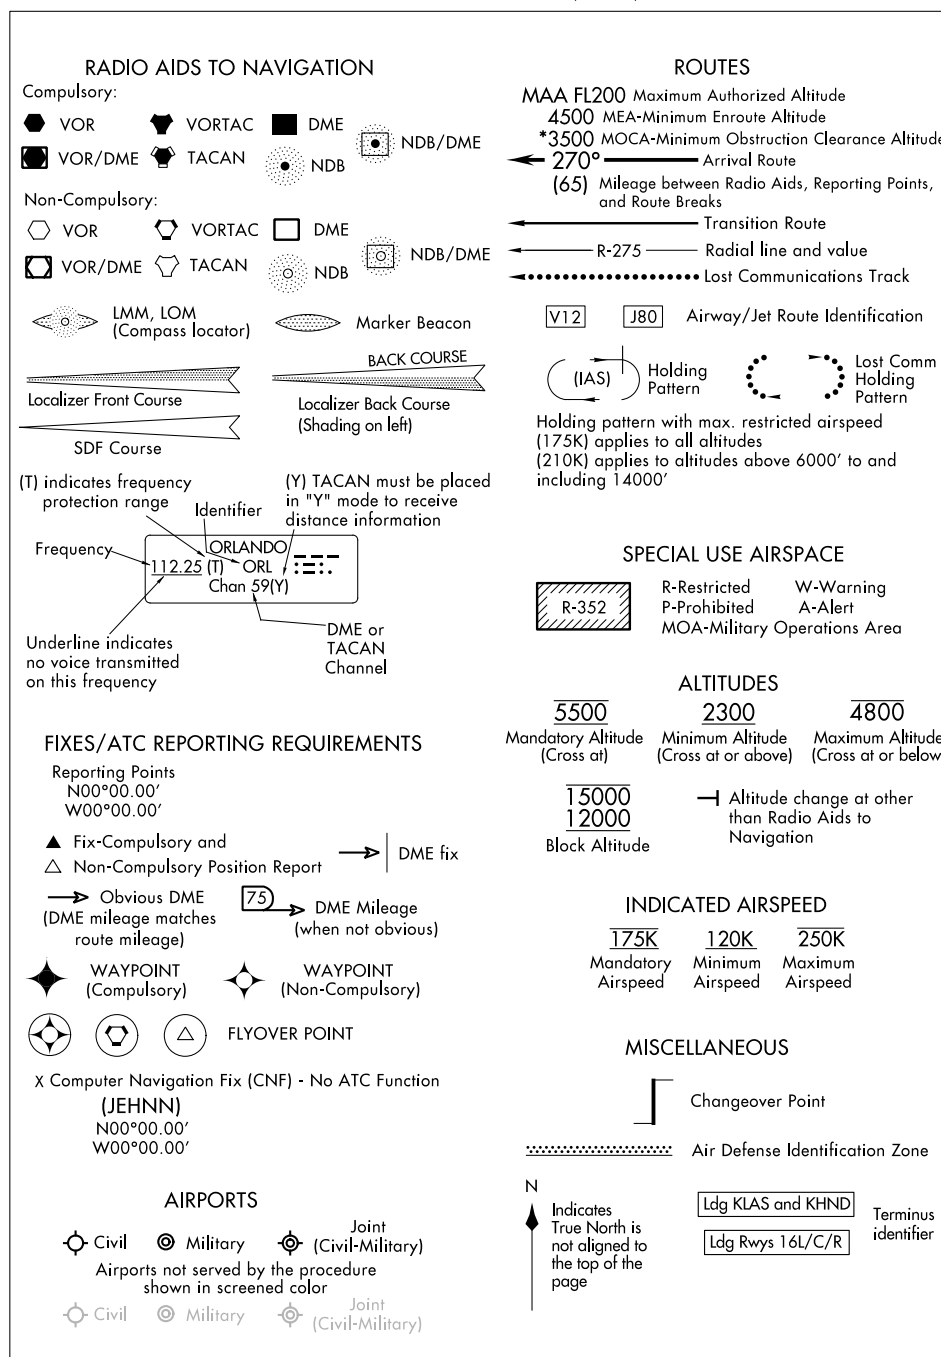 RADIO AIDS TO NAVIGATION
Compulsory:
VOR
VORTAC
DME
NDB/DME
VOR/DME
TACAN
NDB
Non-Compulsory:
VOR
VORTAC
DME
NDB/DME
VOR/DME
TACAN
NDB
LMM, LOM
(Compass locator)
Marker Beacon
BACK COURSE
Localizer Front Course
Localizer Back Course
(Shading on left)
SDF Course
(T) indicates frequency
protection range
Identifier
(Y) TACAN must be placed
in "Y" mode to receive
distance information
Frequency
ORLANDO
112.25 (T) ORL
Chan 59(Y)
Underline indicates
no voice transmitted
on this frequency
DME or
TACAN
Channel
FIXES/ATC REPORTING REQUIREMENTS
Reporting Points
N00°00.00'
W00°00.00'
Fix-Compulsory and
Non-Compulsory Position Report
DME fix
Obvious DME
(DME mileage matches
route mileage)
75
DME Mileage
(when not obvious)
WAYPOINT
(Compulsory)
WAYPOINT
(Non-Compulsory)
FLYOVER POINT
X Computer Navigation Fix (CNF) - No ATC Function
(JEHNN)
N00°00.00'
W00°00.00'
AIRPORTS
Civil
Military
Joint
(Civil-Military)
Airports not served by the procedure
shown in screened color
Civil
Military
Joint
(Civil-Military)
ROUTES
MAA FL200 Maximum Authorized Altitude
4500 MEA-Minimum Enroute Altitude
*3500 MOCA-Minimum Obstruction Clearance Altitude
270° Arrival Route
(65) Mileage between Radio Aids, Reporting Points,
and Route Breaks
Transition Route
R-275 Radial line and value
Lost Communications Track
V12 J80 Airway/Jet Route Identification
(IAS)
Holding
Pattern
Lost Comm
Holding
Pattern
Holding pattern with max. restricted airspeed
(175K) applies to all altitudes
(210K) applies to altitudes above 6000' to and
including 14000'
SPECIAL USE AIRSPACE
R-352
R-Restricted W-Warning
P-Prohibited A-Alert
MOA-Military Operations Area
ALTITUDES
5500 2300 4800
Mandatory Altitude
(Cross at)
Minimum Altitude
(Cross at or above)
Maximum Altitude
(Cross at or below
15000
12000
Block Altitude
Altitude change at other
than Radio Aids to
Navigation
INDICATED AIRSPEED
175K 120K 250K
Mandatory
Airspeed
Minimum
Airspeed
Maximum
Airspeed
MISCELLANEOUS
Changeover Point
Air Defense Identification Zone
N
Indicates
True North is
not aligned to
the top of the
page
Ldg KLAS and KHND
Ldg Rwys 16L/C/R
Terminus
identifier